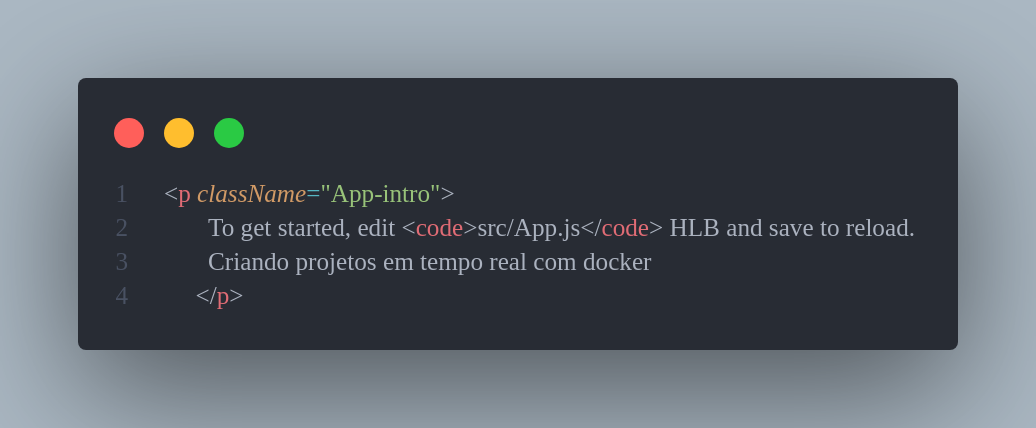 1 <p className="App-intro">
2 To get started, edit <code>src/App.js</code> HLB and save to reload.
3 Criando projetos em tempo real com docker
4 </p>